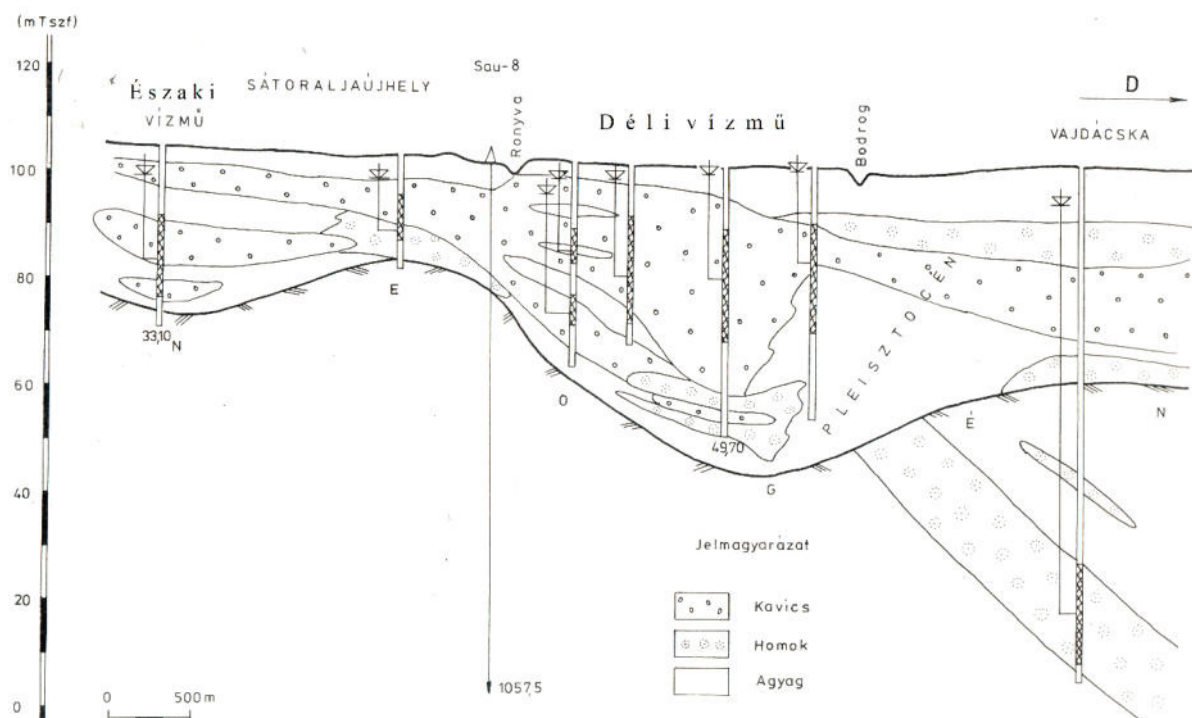 (mTszf)
120
100
80
60
40
20
0
Északi
VÍZMŰ
SÁTORALJAÚJHELY
Sau-8
Ronyva
Déli vízmű
Bodrog
D
VAJDÁCSKA
PLEISZTOCÉN
33,10
N
E
O
G
É
N
49,70
1057,5
Jelmagyarázat
Kavics
Homok
Agyag
0 500 m